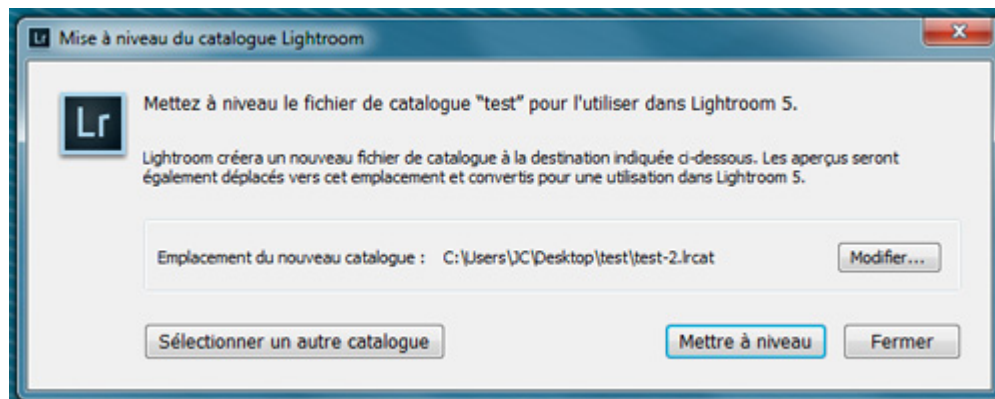 Lr Mise à niveau du catalogue Lightroom
Lr
Mettez à niveau le fichier de catalogue “test” pour l'utiliser dans Lightroom 5.
Lightroom créera un nouveau fichier de catalogue à la destination indiquée ci-dessous. Les aperçus seront
également déplacés vers cet emplacement et convertis pour une utilisation dans Lightroom 5.
Emplacement du nouveau catalogue : C:\Users\JC\Desktop\test\test-2.lrcat Modifier...
Sélectionner un autre catalogue Mettre à niveau Fermer